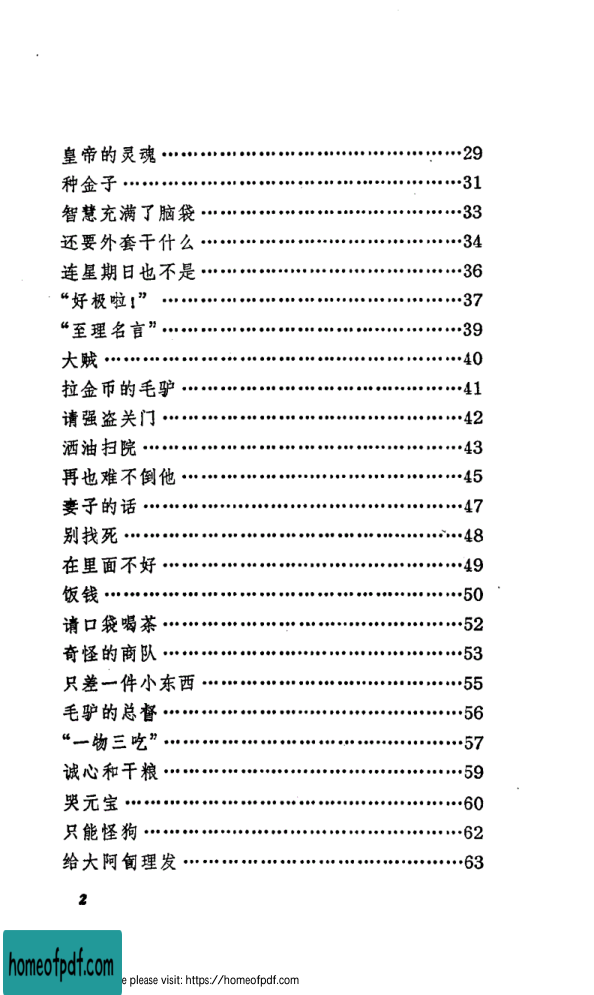 皇帝的灵魂……………………………………………29
种金子…………………………………………………31
智慧充满了脑袋………………………………………33
还要外套干什么………………………………………34
连星期日也不是………………………………………36
“好极啦!”……………………………………………37
“至理名言”……………………………………………39
大贼……………………………………………………40
拉金币的毛驴…………………………………………41
请强盗关门……………………………………………42
洒油扫院………………………………………………43
再也难不倒他…………………………………………45
妻子的话………………………………………………47
别找死…………………………………………………48
在里面不好……………………………………………49
饭钱……………………………………………………50
请口袋喝茶……………………………………………52
奇怪的商队……………………………………………53
只差一件小东西………………………………………55
毛驴的总督……………………………………………56
“一物三吃”……………………………………………57
诚心和干粮……………………………………………59
哭元宝…………………………………………………60
只能怪狗………………………………………………62
给大阿訇理发…………………………………………63
2
homeofpdf.com
e please visit: https://homeofpdf.com